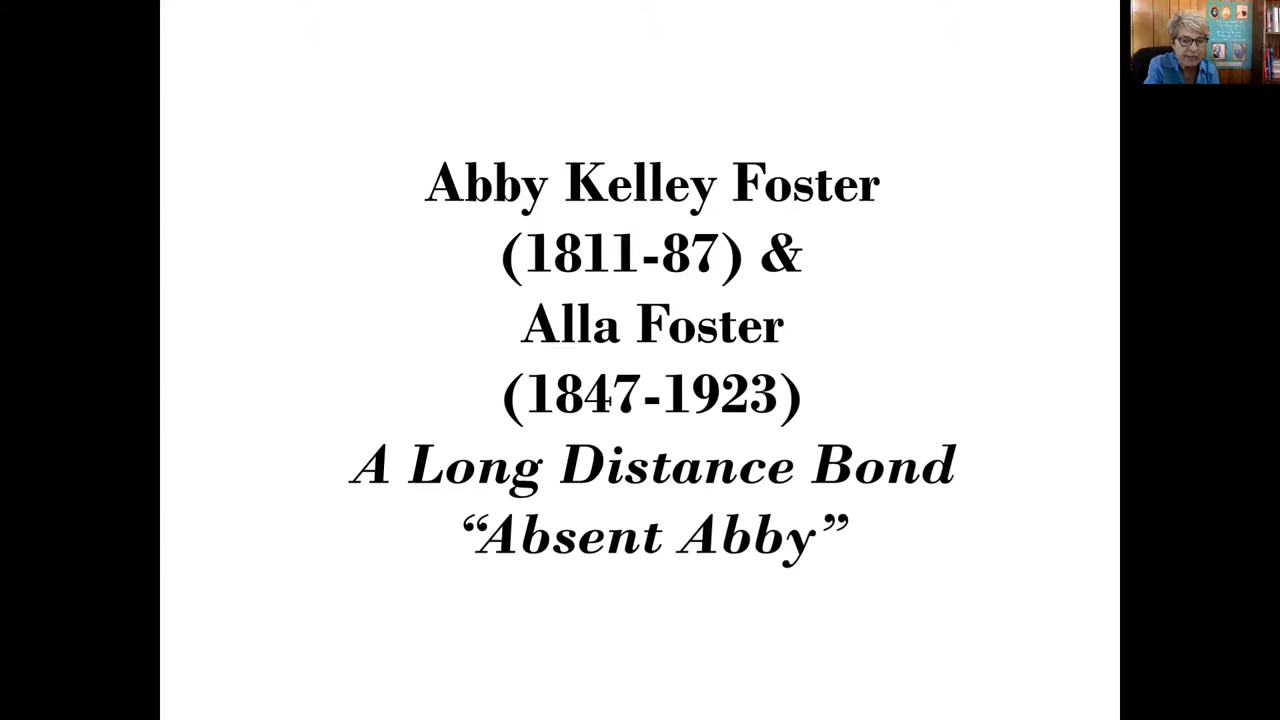 Abby Kelley Foster
(1811-87) &
Alla Foster
(1847-1923)
A Long Distance Bond
“Absent Abby”